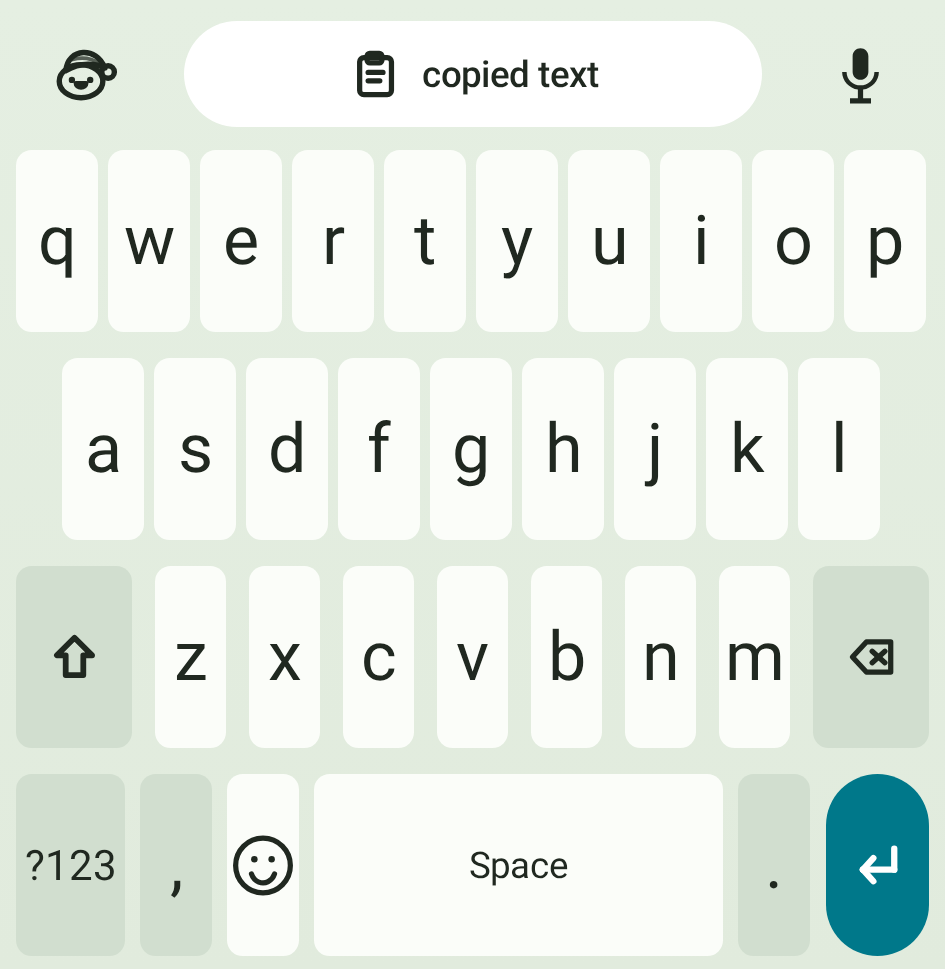 copied text
q w e r t y u i o p
a s d f g h j k l
z x c v b n m
?123 , Space .